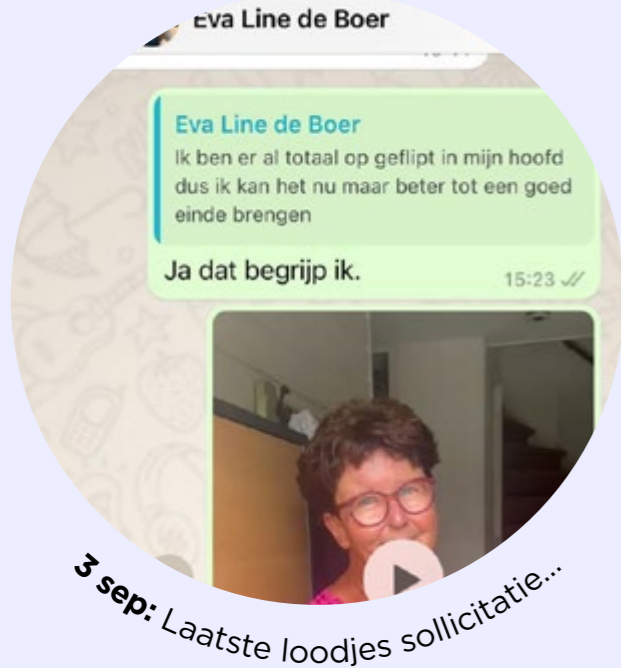 Eva Line de Boer
Eva Line de Boer
Ik ben er al totaal op geflipt in mijn hoofd
dus ik kan het nu maar beter tot een goed
einde brengen
Ja dat begrijp ik.
15:23
3 sep: Laatste loodjes sollicitatie...